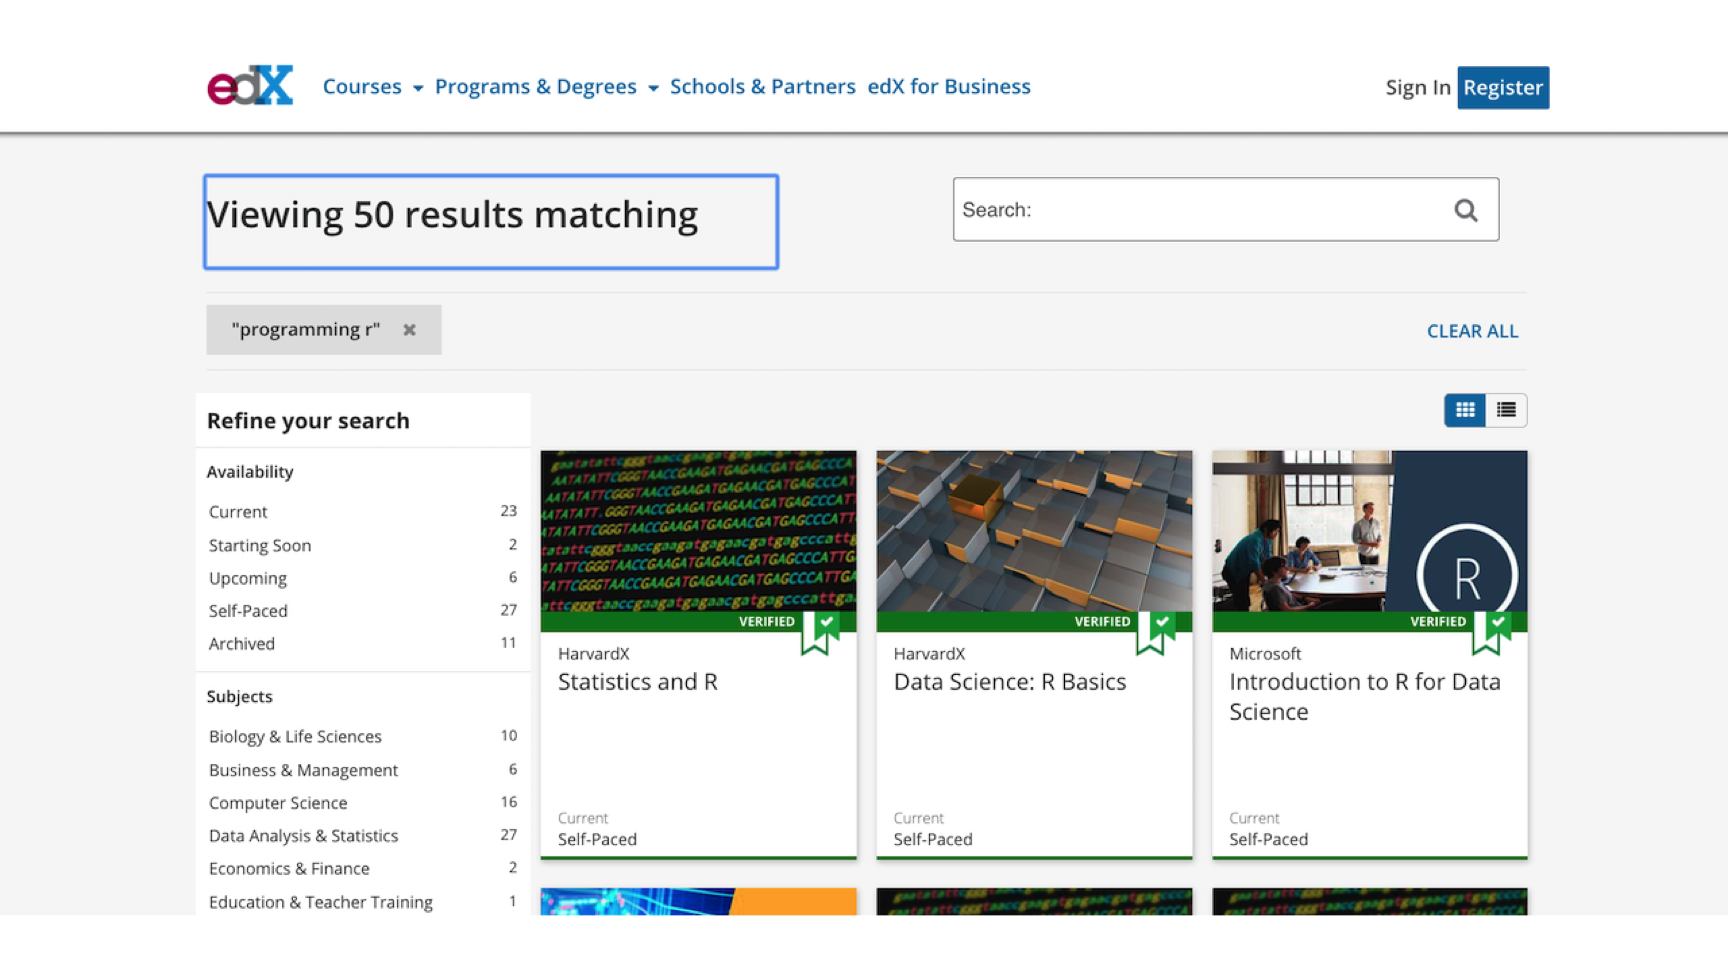 edX
Courses
Programs & Degrees
Schools & Partners
edX for Business
Sign In
Register
Viewing 50 results matching
Search:
"programming r"
CLEAR ALL
Refine your search
Availability
Current 23
Starting Soon 2
Upcoming 6
Self-Paced 27
Archived 11
Subjects
Biology & Life Sciences 10
Business & Management 6
Computer Science 16
Data Analysis & Statistics 27
Economics & Finance 2
Education & Teacher Training 1
VERIFIED
HarvardX
Statistics and R
Current
Self-Paced
VERIFIED
HarvardX
Data Science: R Basics
Current
Self-Paced
R
VERIFIED
Microsoft
Introduction to R for Data
Science
Current
Self-Paced